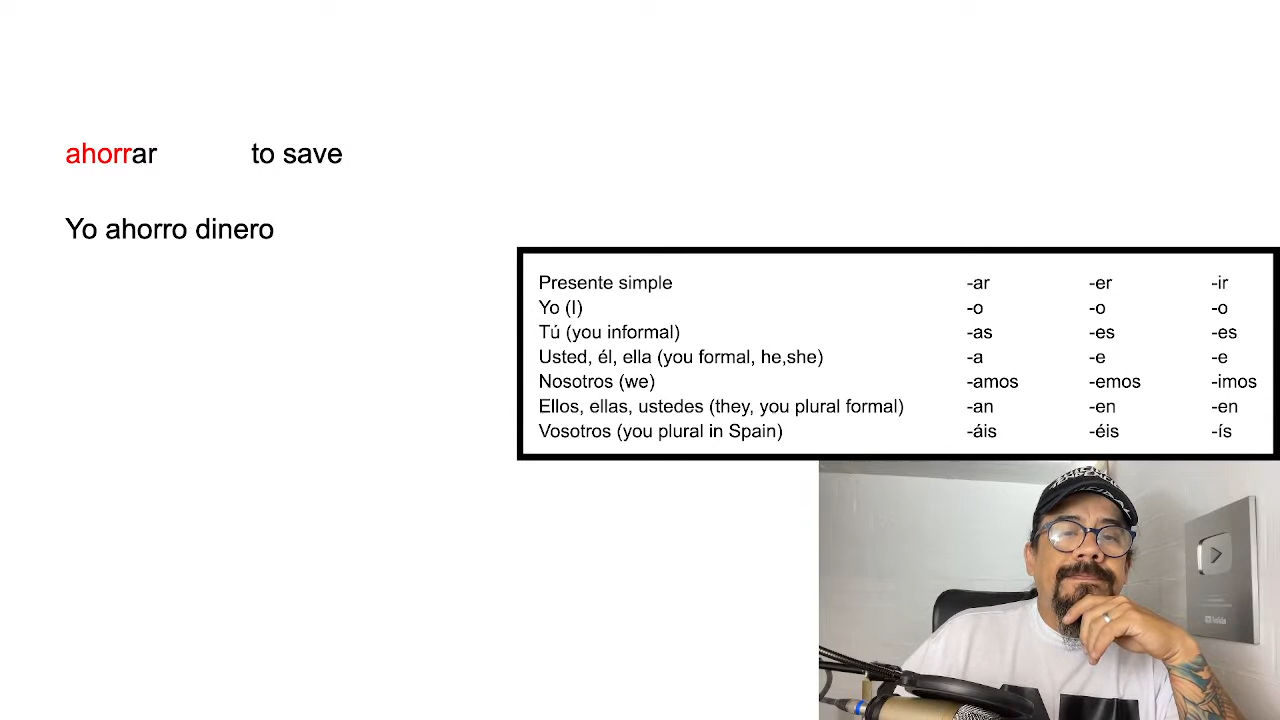 ahorrar to save
Yo ahorro dinero
Presente simple -ar -er -ir
Yo (I) -o -o -o
Tú (you informal) -as -es -es
Usted, él, ella (you formal, he,she) -a -e -e
Nosotros (we) -amos -emos -imos
Ellos, ellas, ustedes (they, you plural formal) -an -en -en
Vosotros (you plural in Spain) -áis -éis -ís
YouTube